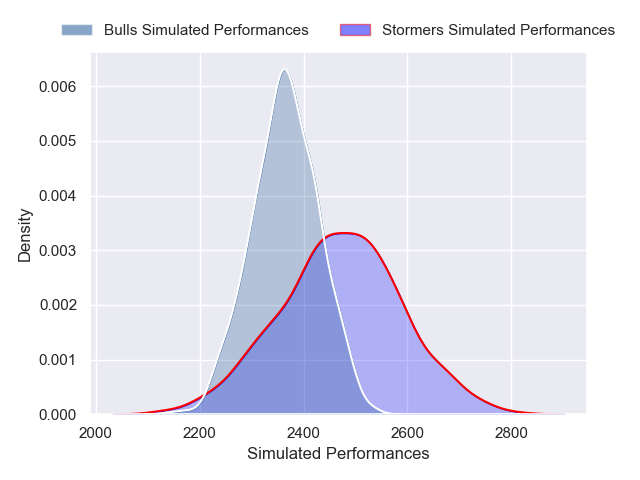 Bulls Simulated Performances Stormers Simulated Performances
0.006
0.005
0.004
0.003
0.002
0.001
0.000
Density
2000 2200 2400 2600 2800
Simulated Performances